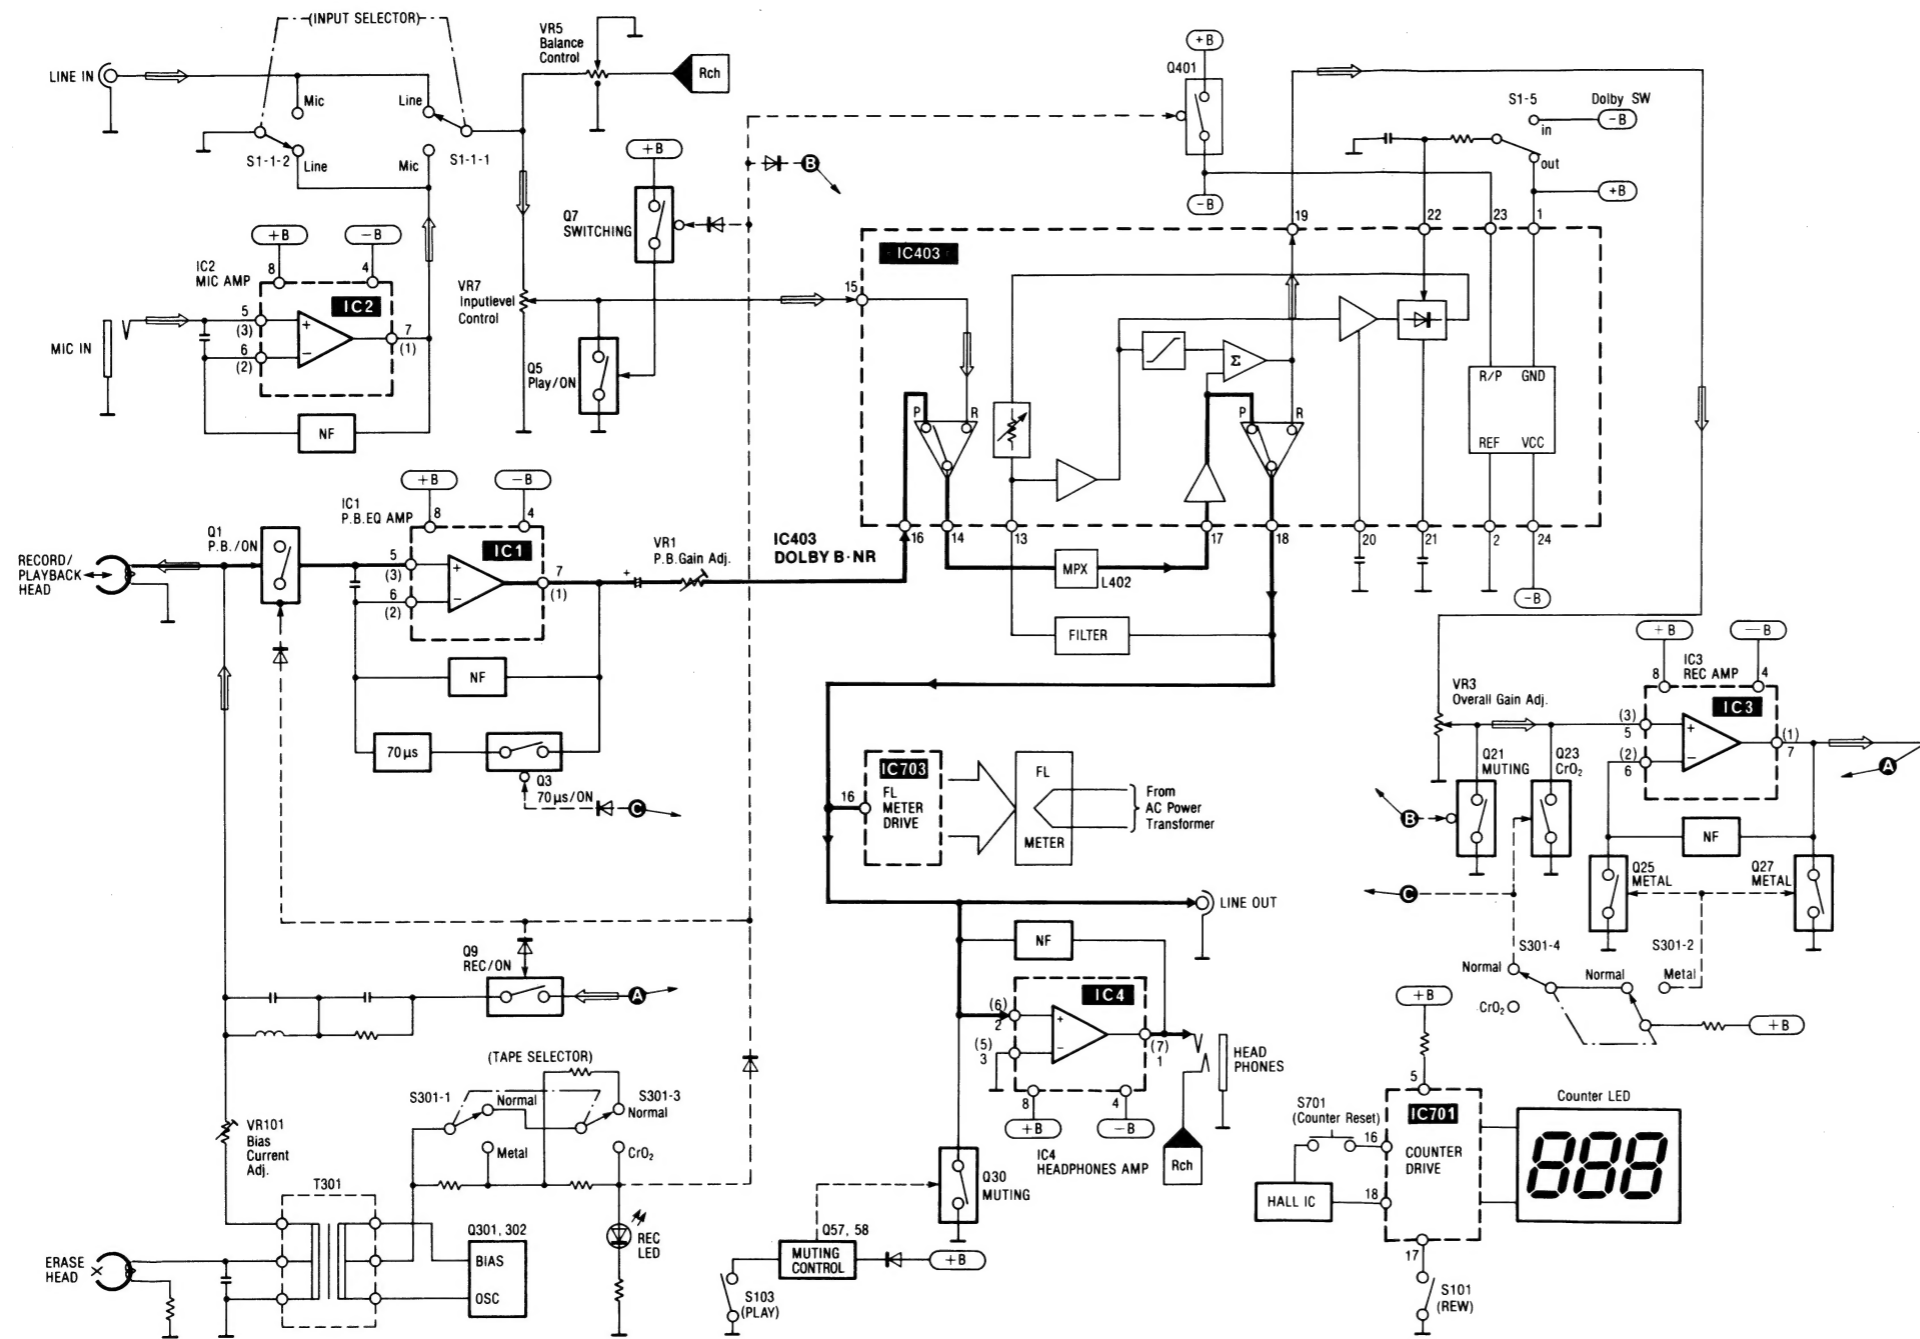 (INPUT SELECTOR)
LINE IN
Mic
Line
S1-1-2
Line
Mic
S1-1-1
VR5
Balance
Control
Rch
+B
Q7
SWITCHING
B
Q401
+B
-B
S1-5
Dolby SW
in
-B
out
+B
IC2
MIC AMP
+B
-B
8
4
IC2
5
(3)
6
(2)
7
(1)
MIC IN
NF
VR7
Inputlevel
Control
Q5
Play/ON
IC403
15
19
22
23
1
P
R
Σ
P
R
R/P
GND
REF
VCC
16
14
13
17
18
20
21
2
24
-B
IC403
DOLBY B·NR
MPX
L402
FILTER
RECORD/
PLAYBACK
HEAD
Q1
P.B./ON
IC1
P.B.EQ AMP
+B
-B
8
4
IC1
5
(3)
6
(2)
7
(1)
+
VR1
P.B.Gain Adj.
NF
70μs
Q3
70μs/ON
C
IC703
FL
METER
DRIVE
16
FL
METER
From
AC Power
Transformer
VR3
Overall Gain Adj.
+B
-B
IC3
REC AMP
8
4
IC3
(3)
5
(2)
6
(1)
7
A
Q21
MUTING
Q23
CrO₂
B
NF
Q25
METAL
Q27
METAL
C
S301-4
S301-2
Normal
CrO₂
Normal
Metal
+B
LINE OUT
NF
IC4
(6)
2
(5)
3
(7)
1
8
4
+B
-B
IC4
HEADPHONES AMP
HEAD
PHONES
Rch
Q9
REC/ON
A
(TAPE SELECTOR)
S301-1
Normal
S301-3
Normal
Metal
CrO₂
VR101
Bias
Current
Adj.
T301
Q301, 302
BIAS
OSC
REC
LED
ERASE
HEAD
Q30
MUTING
Q57, 58
MUTING
CONTROL
+B
S103
(PLAY)
+B
5
IC701
COUNTER
DRIVE
S701
(Counter Reset)
16
18
HALL IC
17
S101
(REW)
Counter LED
888